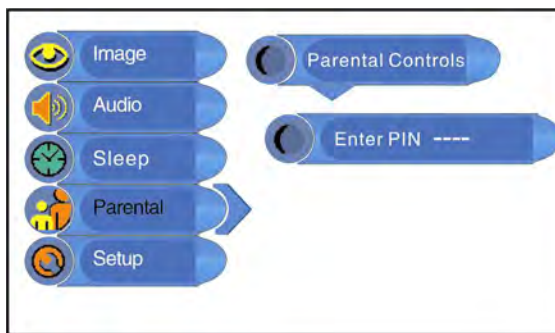 Image
Audio
Sleep
Parental
Setup
Parental Controls
Enter PIN ----